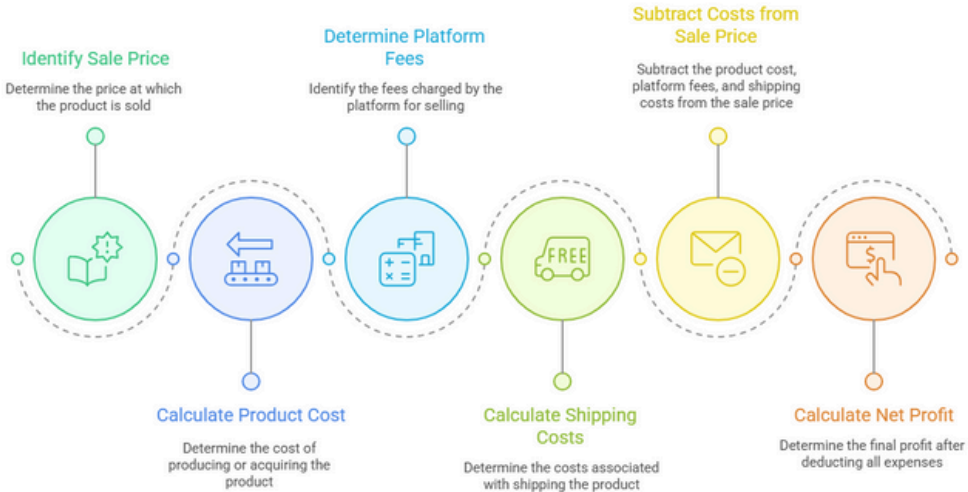 Identify Sale Price
Determine the price at which
the product is sold
Calculate Product Cost
Determine the cost of
producing or acquiring the
product
Determine Platform
Fees
Identify the fees charged by the
platform for selling
FREE
Calculate Shipping
Costs
Determine the costs associated
with shipping the product
Subtract Costs from
Sale Price
Subtract the product cost,
platform fees, and shipping
costs from the sale price
$
Calculate Net Profit
Determine the final profit after
deducting all expenses